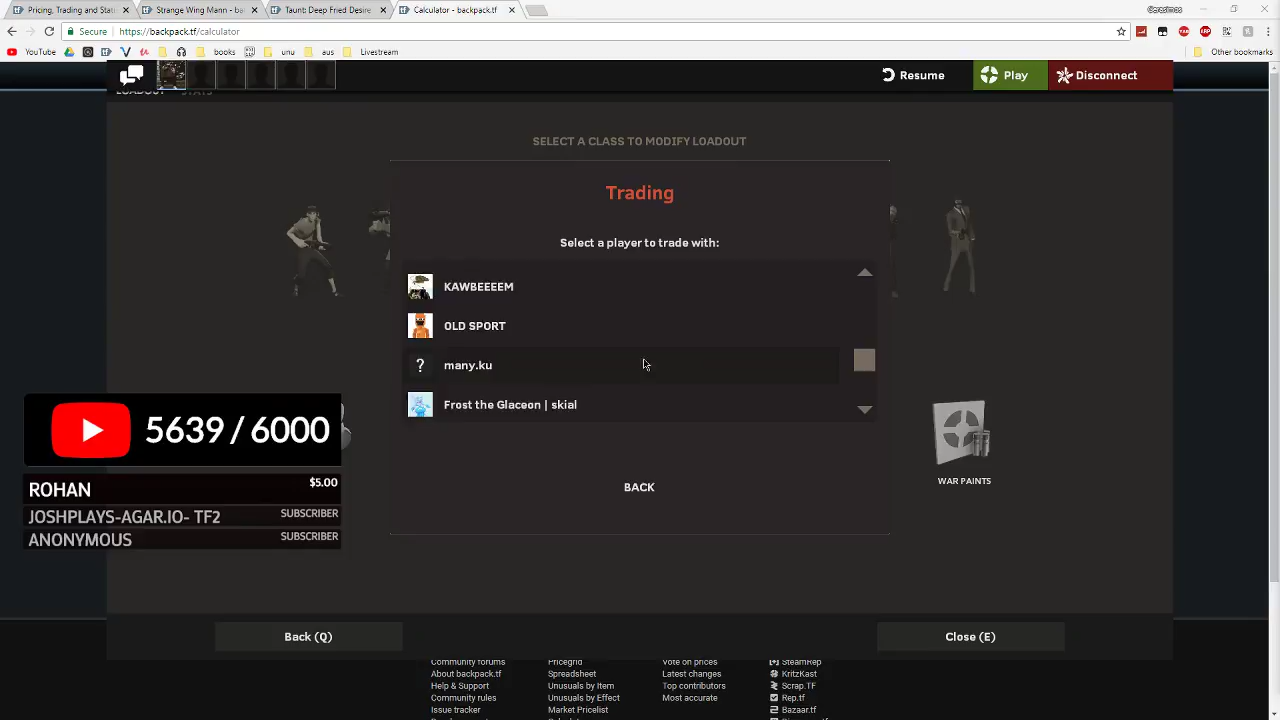 Pricing, Trading and Stat
Strange Wing Mann - ba
Taunt: Deep Fried Desire
Calculator - backpack.tf
Secure
https://backpack.tf/calculator
YouTube
books
unu
aus
Livestream
Other bookmarks
Resume
Play
Disconnect
LOADOUT
STATS
SELECT A CLASS TO MODIFY LOADOUT
Trading
Select a player to trade with:
KAWBEEEEM
OLD SPORT
? many.ku
Frost the Glaceon | skial
BACK
5639 / 6000
ROHAN $5.00
JOSHPLAYS-AGAR.IO- TF2 SUBSCRIBER
ANONYMOUS SUBSCRIBER
WAR PAINTS
Back (Q)
Close (E)
Community forums
Pricegrid
Vote on prices
SteamRep
About backpack.tf
Spreadsheet
Latest changes
KritzKast
Help & Support
Unusuals by Item
Top contributors
Scrap.TF
Community rules
Unusuals by Effect
Most accurate
Rep.tf
Issue tracker
Market Pricelist
Bazaar.tf